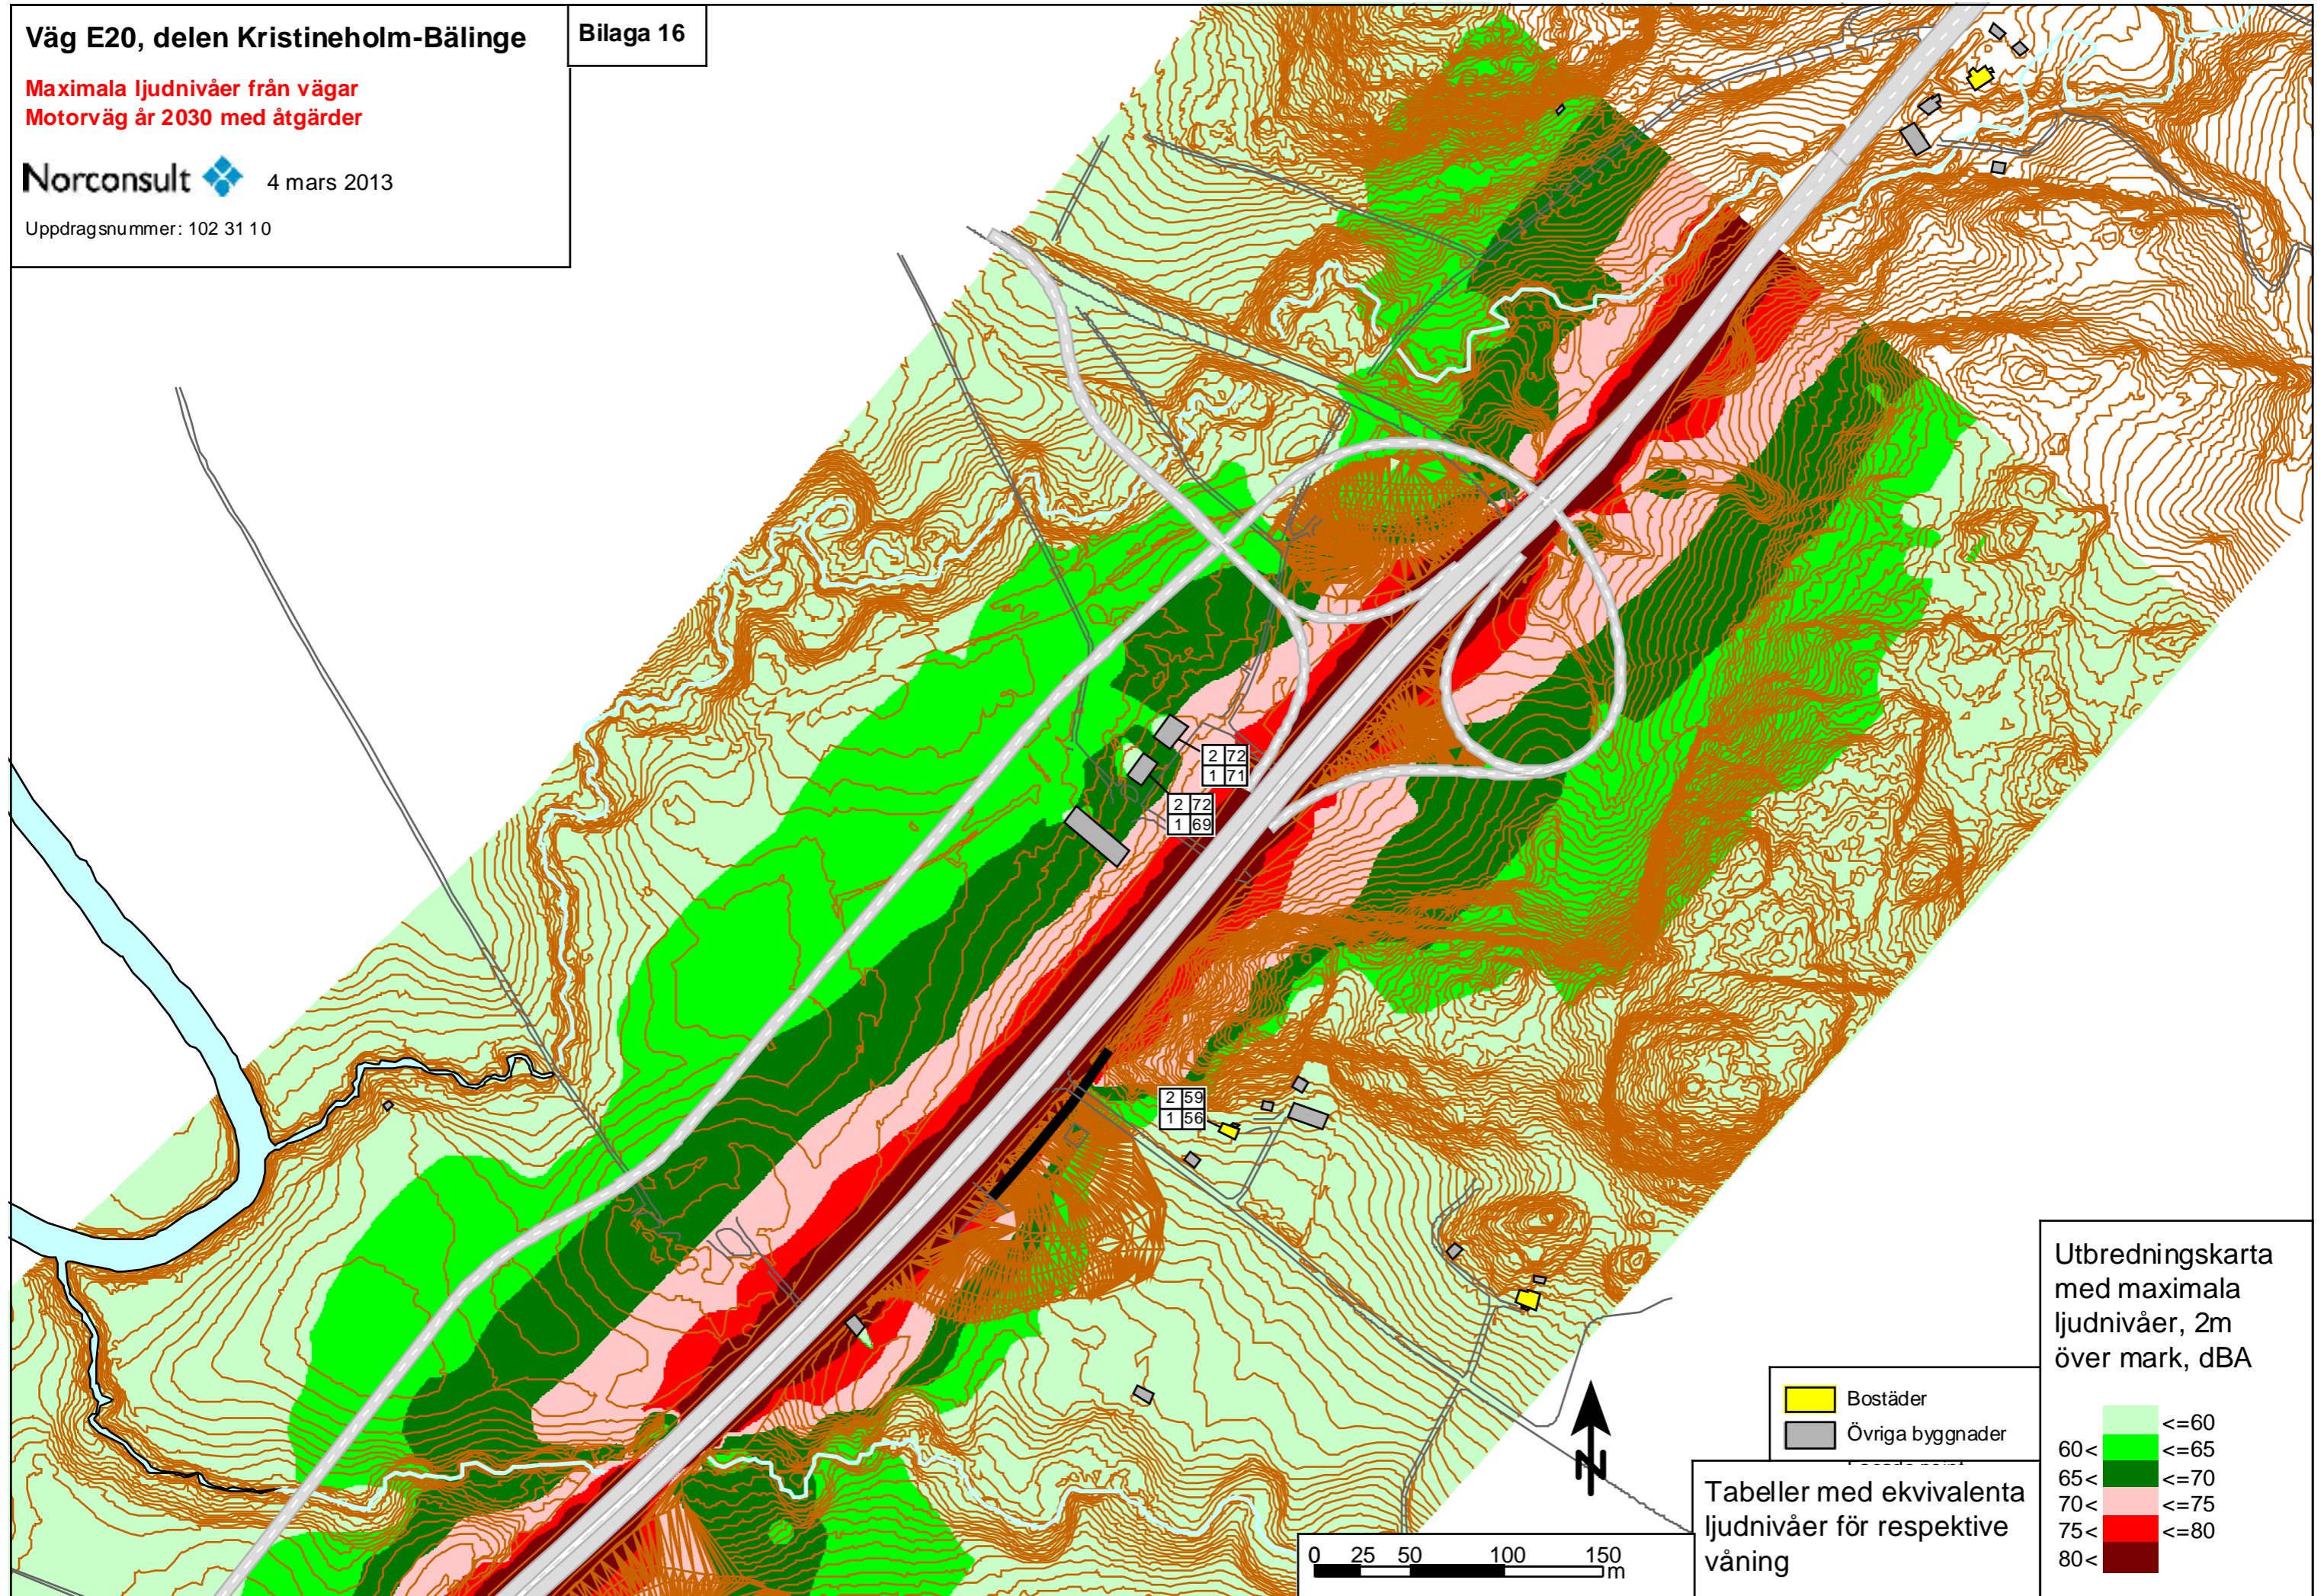 Väg E20, delen Kristineholm-Bälinge
Bilaga 16
Maximala ljudnivåer från vägar
Motorväg år 2030 med åtgärder
Norconsult 4 mars 2013
Uppdragsnummer: 102 31 10
2 72
1 71
2 72
1 69
2 59
1 56
Utbredningskarta
med maximala
ljudnivåer, 2m
över mark, dBA
<=60
60< <=65
65< <=70
70< <=75
75< <=80
80<
Bostäder
Övriga byggnader
Tabeller med ekvivalenta
ljudnivåer för respektive
våning
N
0 25 50 100 150
m